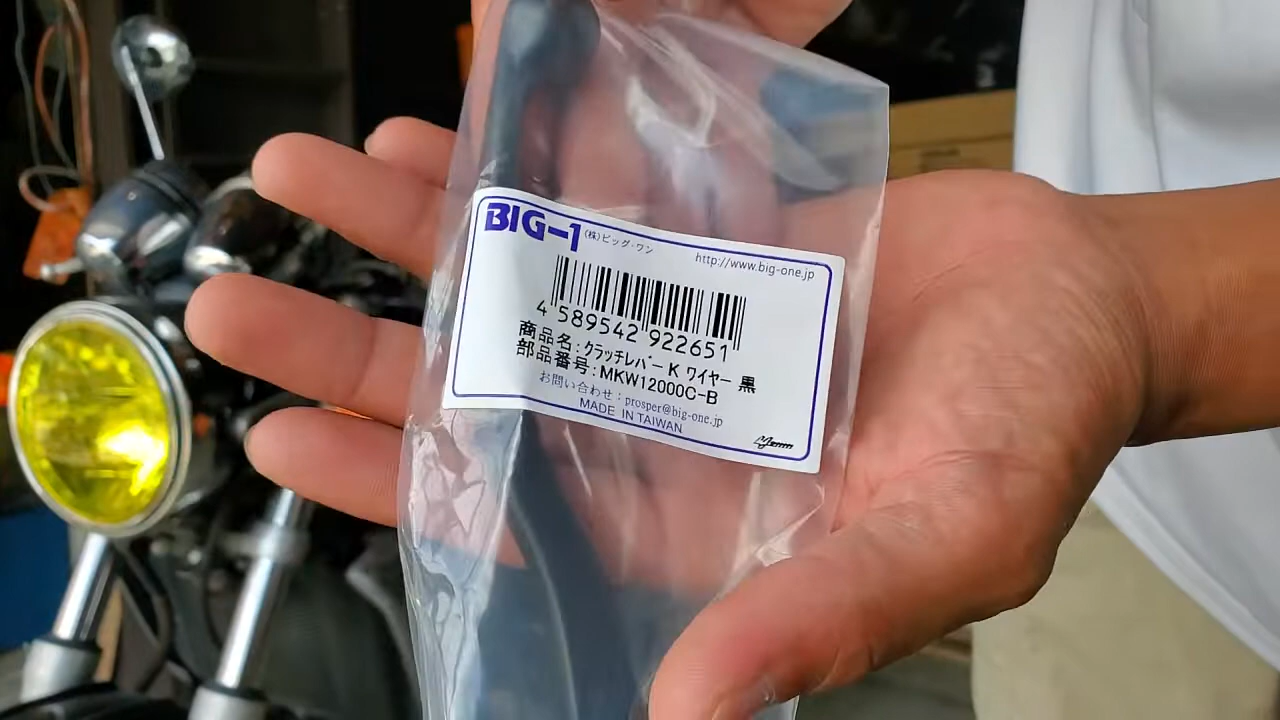 BIG-1 (株)ビッグ・ワン
http://www.big-one.jp
4 589542 922651
商品名:クラッチレバー K ワイヤー 黒
部品番号:MKW12000C-B
お問い合わせ:prosper@big-one.jp
MADE IN TAIWAN